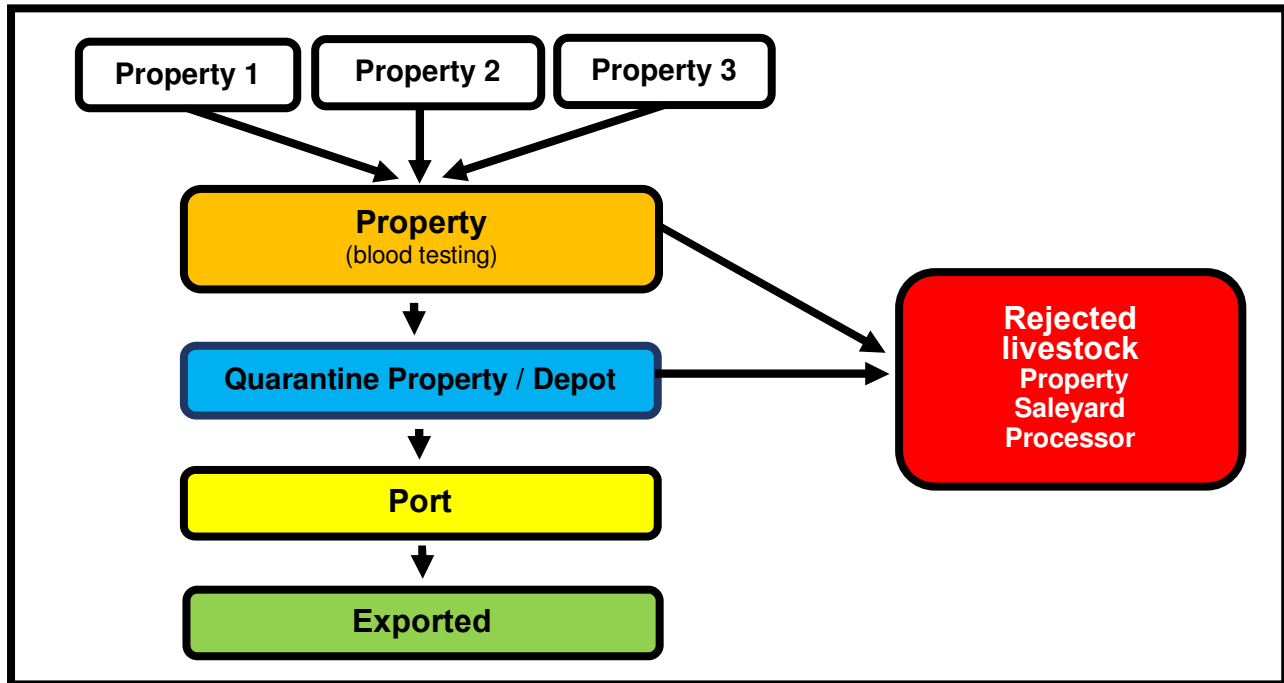 Property 1
Property 2
Property 3
Property
(blood testing)
Quarantine Property / Depot
Rejected
livestock
Property
Saleyard
Processor
Port
Exported